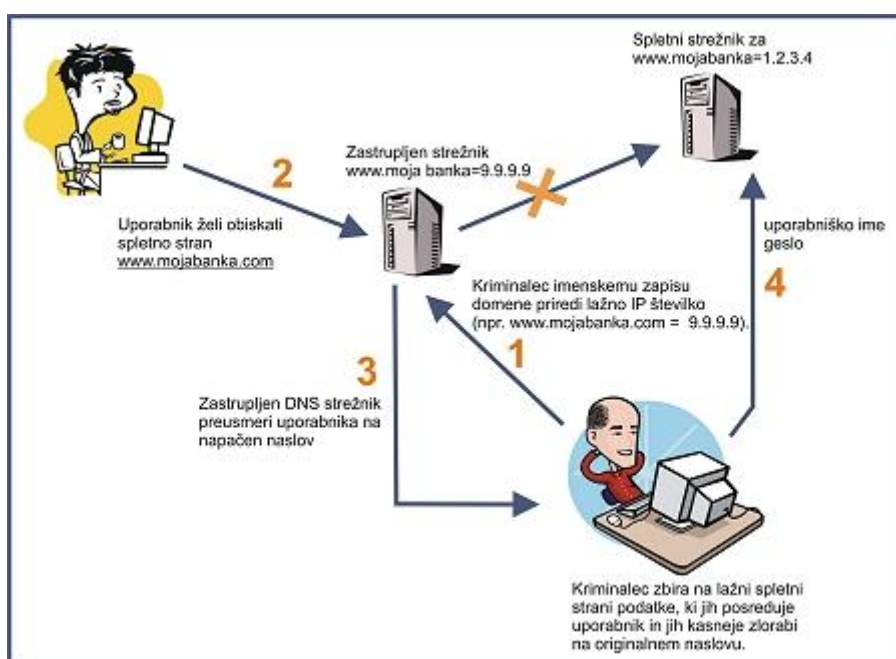 Spletni strežnik za
www.mojabanka=1.2.3.4
Zastrupljen strežnik
www.moja banka=9.9.9.9
2
Uporabnik želi obiskati
spletno stran
www.mojabanka.com
uporabniško ime
geslo
4
Kriminalec imenskemu zapisu
domene priredi lažno IP številko
(npr. www.mojabanka.com = 9.9.9.9).
1
3
Zastrupljen DNS strežnik
preusmeri uporabnika na
napačen naslov
Kriminalec zbira na lažni spletni
strani podatke, ki jih posreduje
uporabnik in jih kasneje zlorabi
na originalnem naslovu.